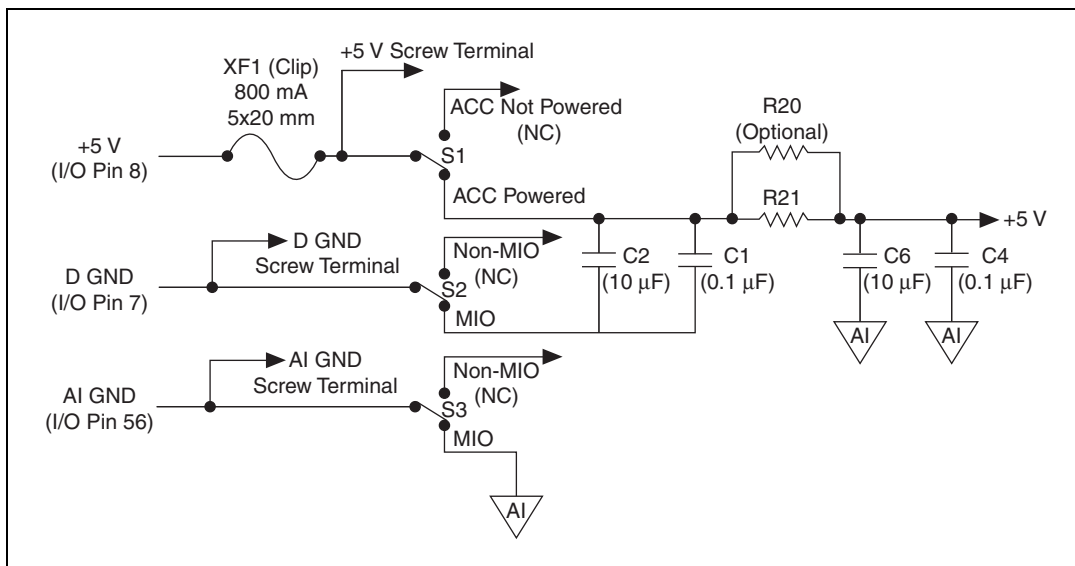 +5 V Screw Terminal
XF1 (Clip)
800 mA
5x20 mm
ACC Not Powered
(NC)
R20
(Optional)
+5 V
(I/O Pin 8)
S1
ACC Powered
R21
+5 V
D GND
Screw Terminal
Non-MIO
(NC)
C2
(10 μF)
C1
(0.1 μF)
C6
(10 μF)
C4
(0.1 μF)
D GND
(I/O Pin 7)
S2
MIO
AI
AI
AI GND
Screw Terminal
Non-MIO
(NC)
AI GND
(I/O Pin 56)
S3
MIO
AI